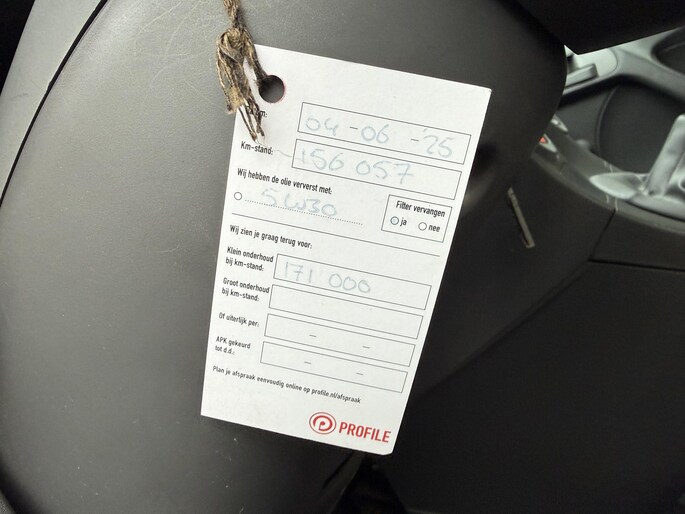 04-06-'25
Km-stand: 156 057
Wij hebben de olie ververst met:
5W30
Filter vervangen
ja nee
Wij zien je graag terug voor:
Klein onderhoud
bij km-stand: 171 000
Groot onderhoud
bij km-stand:
Of uiterlijk per: - -
APK gekeurd
tot d.d.: - -
Plan je afspraak eenvoudig online op profile.nl/afspraak
PROFILE